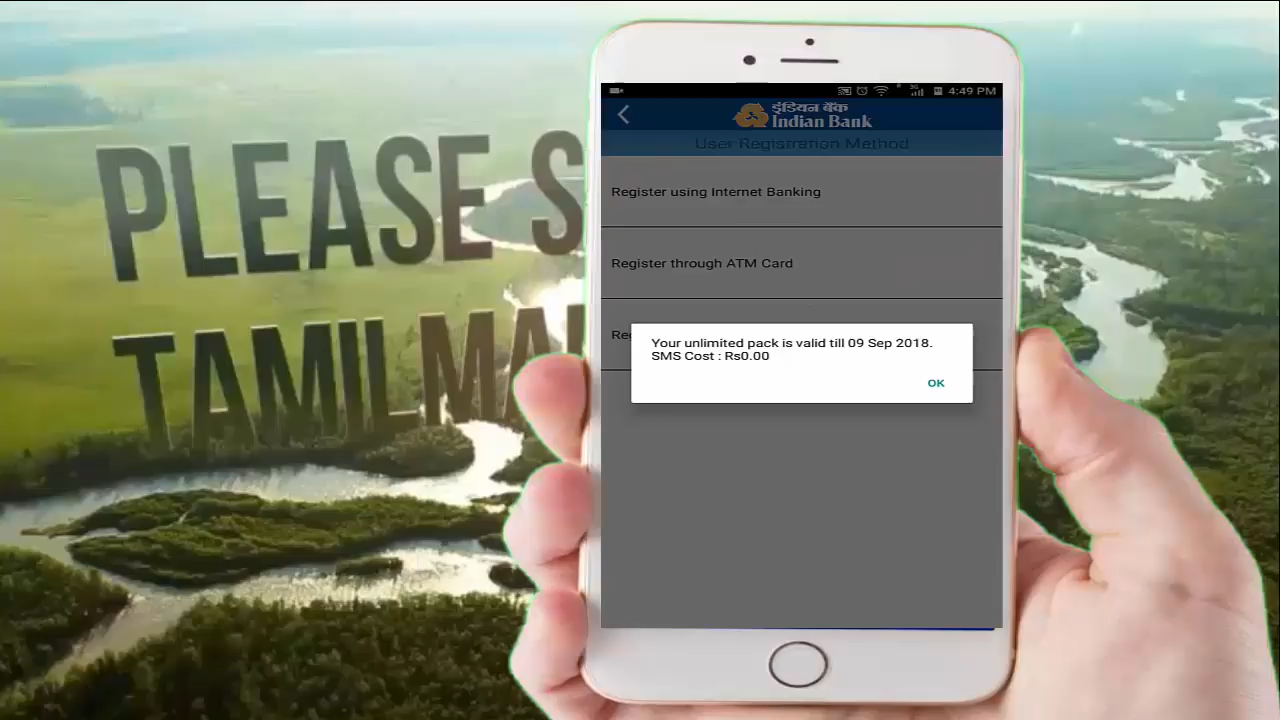 PLEASE S
TAMILMA
4:49 PM
इंडियन बैंक
Indian Bank
User Registration Method
Register using Internet Banking
Register through ATM Card
Re
Your unlimited pack is valid till 09 Sep 2018.
SMS Cost : Rs0.00
OK